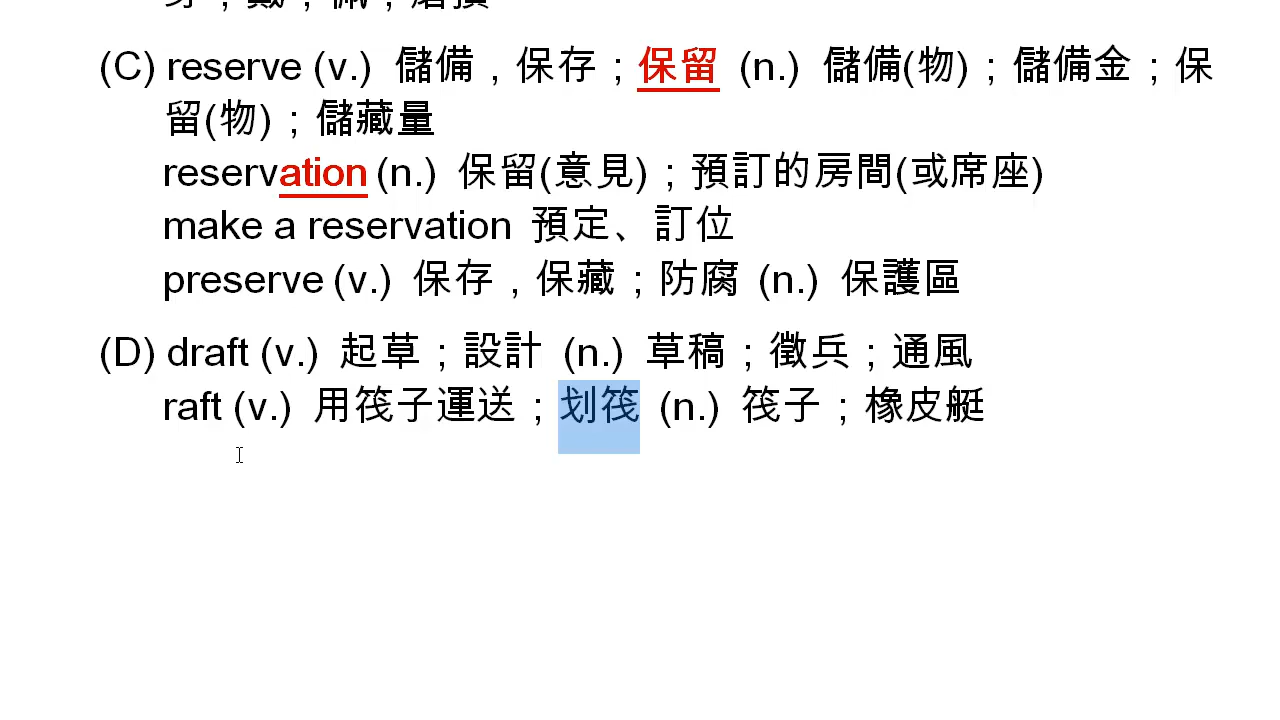 (C) reserve (v.) 儲備，保存；保留 (n.) 儲備(物)；儲備金；保
留(物)；儲藏量
reservation (n.) 保留(意見)；預訂的房間(或席座)
make a reservation 預定、訂位
preserve (v.) 保存，保藏；防腐 (n.) 保護區
(D) draft (v.) 起草；設計 (n.) 草稿；徵兵；通風
raft (v.) 用筏子運送；划筏 (n.) 筏子；橡皮艇